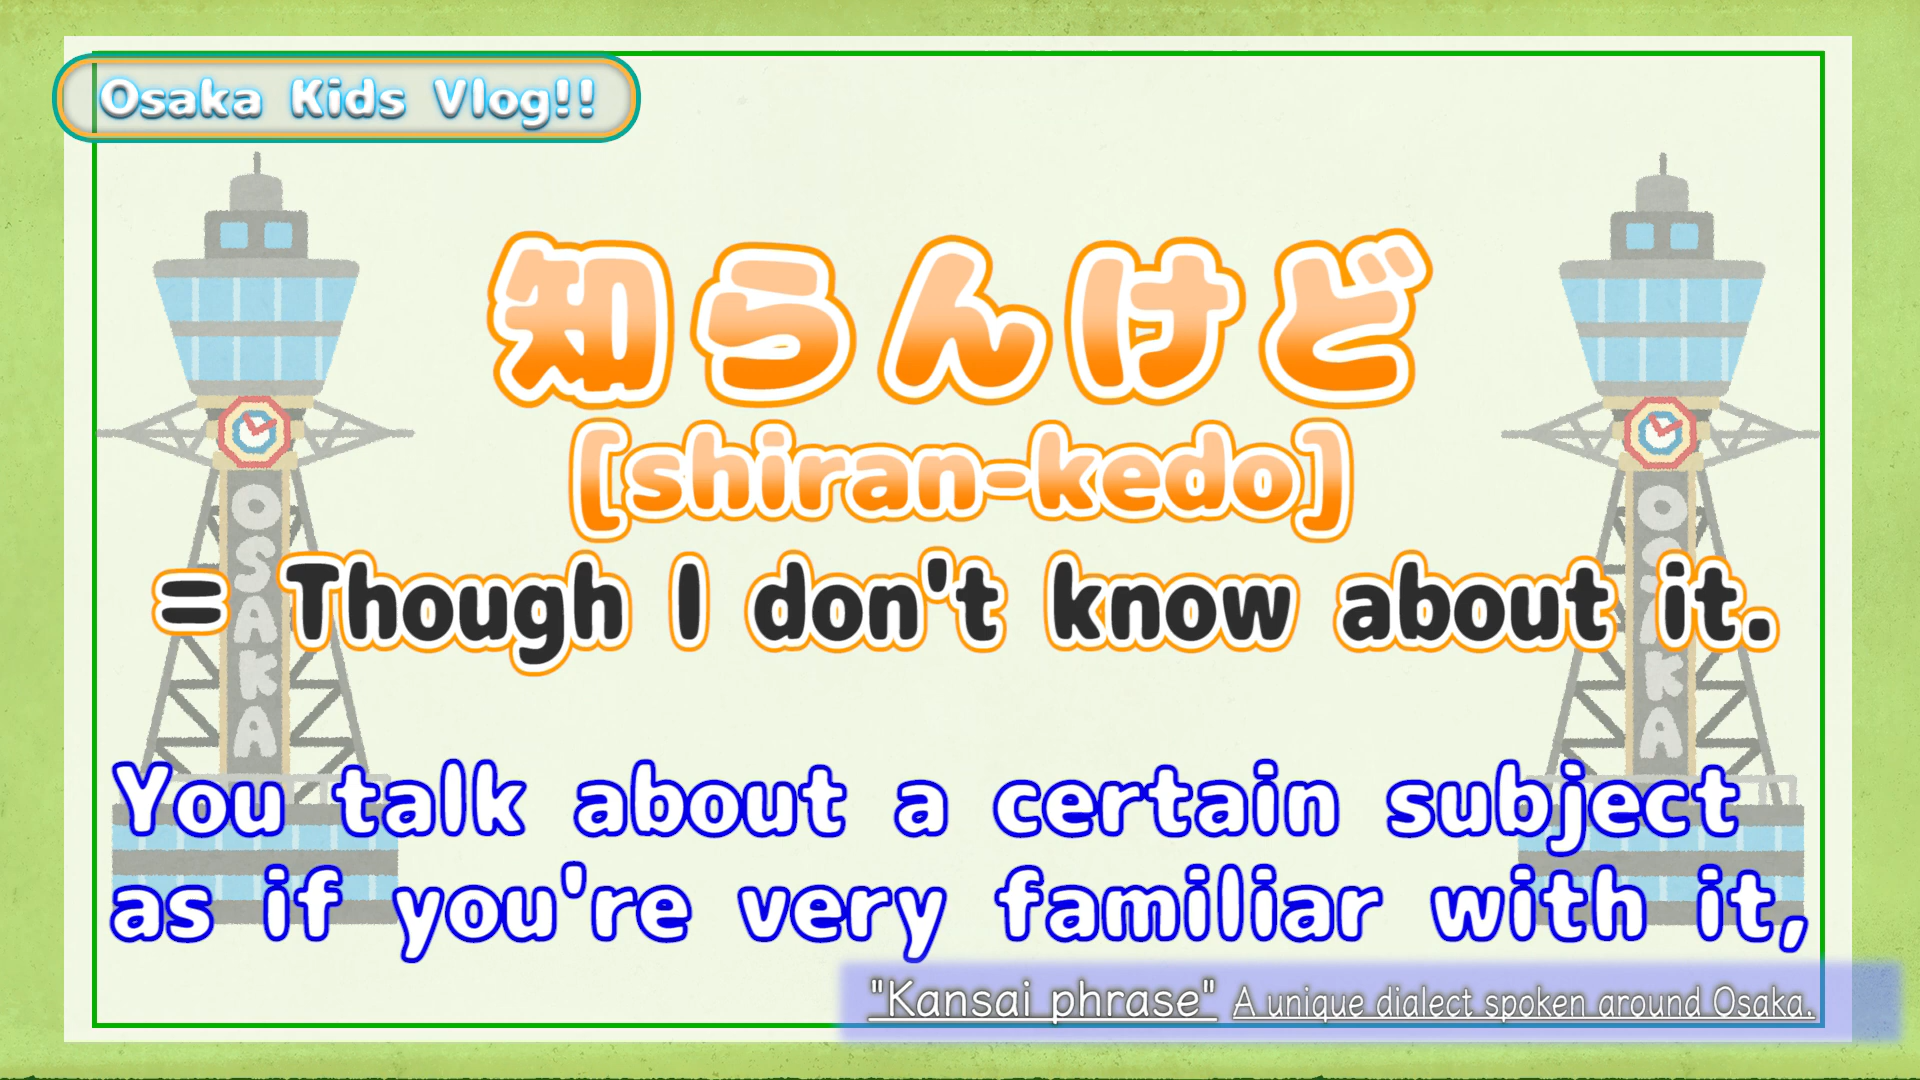 Osaka Kids Vlog!!
知らんけど
[shiran-kedo]
= Though I don't know about it.
OSAKA
OSAKA
You talk about a certain subject
as if you're very familiar with it,
"Kansai phrase" A unique dialect spoken around Osaka.